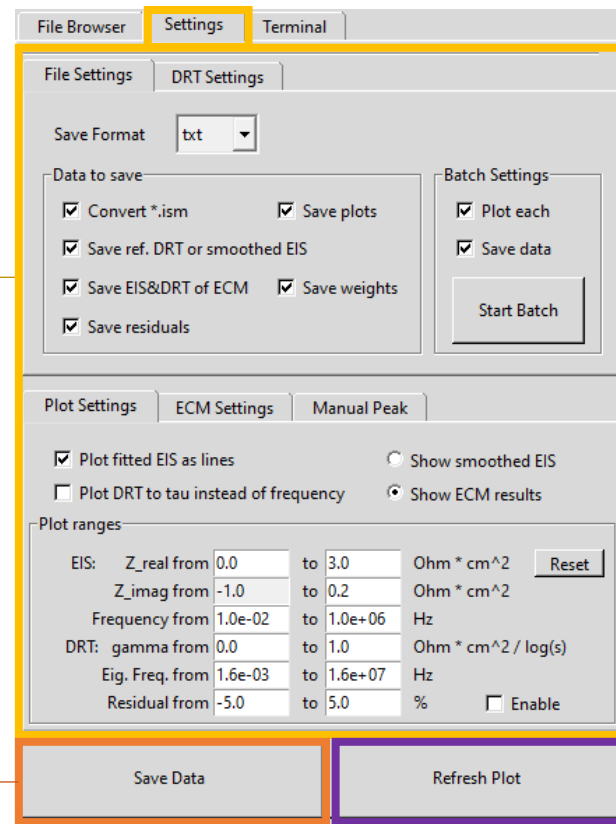 File Browser Settings Terminal
File Settings DRT Settings
Save Format txt
Data to save Batch Settings
Convert *.ism Save plots Plot each
Save ref. DRT or smoothed EIS Save data
Save EIS&DRT of ECM Save weights Start Batch
Save residuals
Plot Settings ECM Settings Manual Peak
Plot fitted EIS as lines Show smoothed EIS
Plot DRT to tau instead of frequency Show ECM results
Plot ranges
EIS: Z_real from 0.0 to 3.0 Ohm * cm^2 Reset
Z_imag from -1.0 to 0.2 Ohm * cm^2
Frequency from 1.0e-02 to 1.0e+06 Hz
DRT: gamma from 0.0 to 1.0 Ohm * cm^2 / log(s)
Eig. Freq. from 1.6e-03 to 1.6e+07 Hz
Residual from -5.0 to 5.0 % Enable
Save Data Refresh Plot